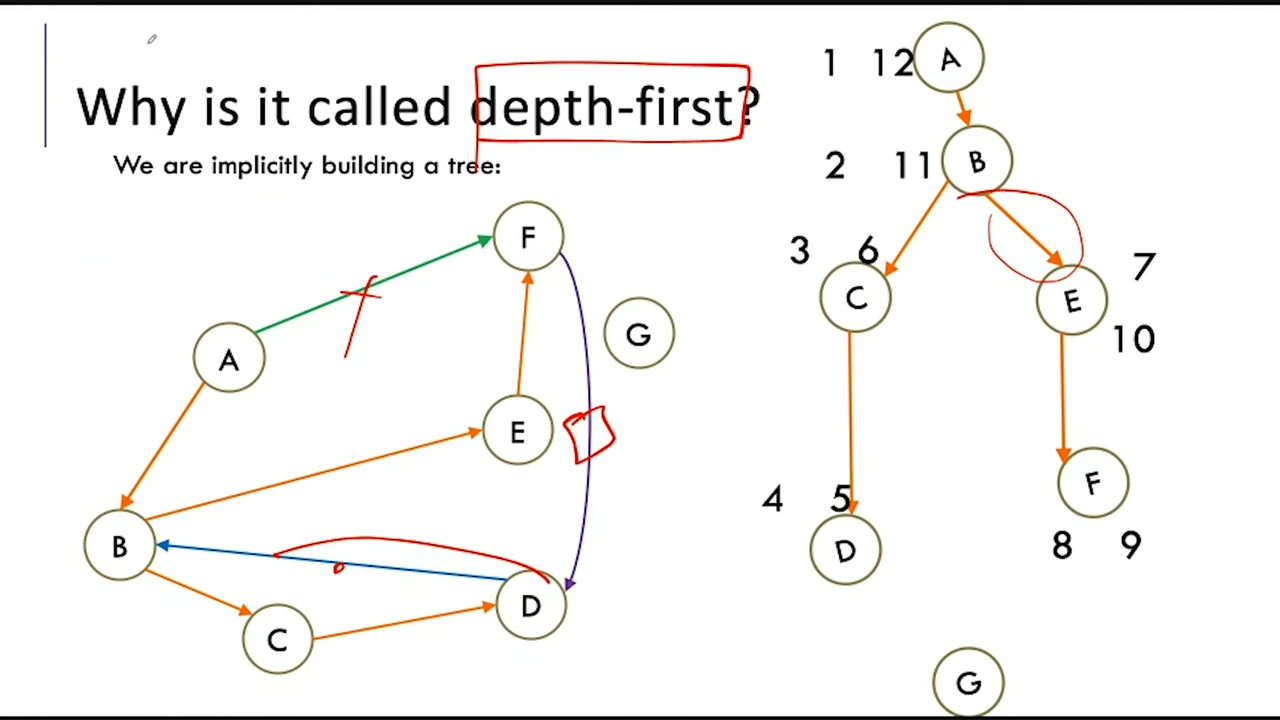 Why is it called depth-first?
We are implicitly building a tree:
F
G
A
E
B
D
C
1 12 A
2 11 B
3 6
C
7
E
10
4 5
D
F
8 9
G